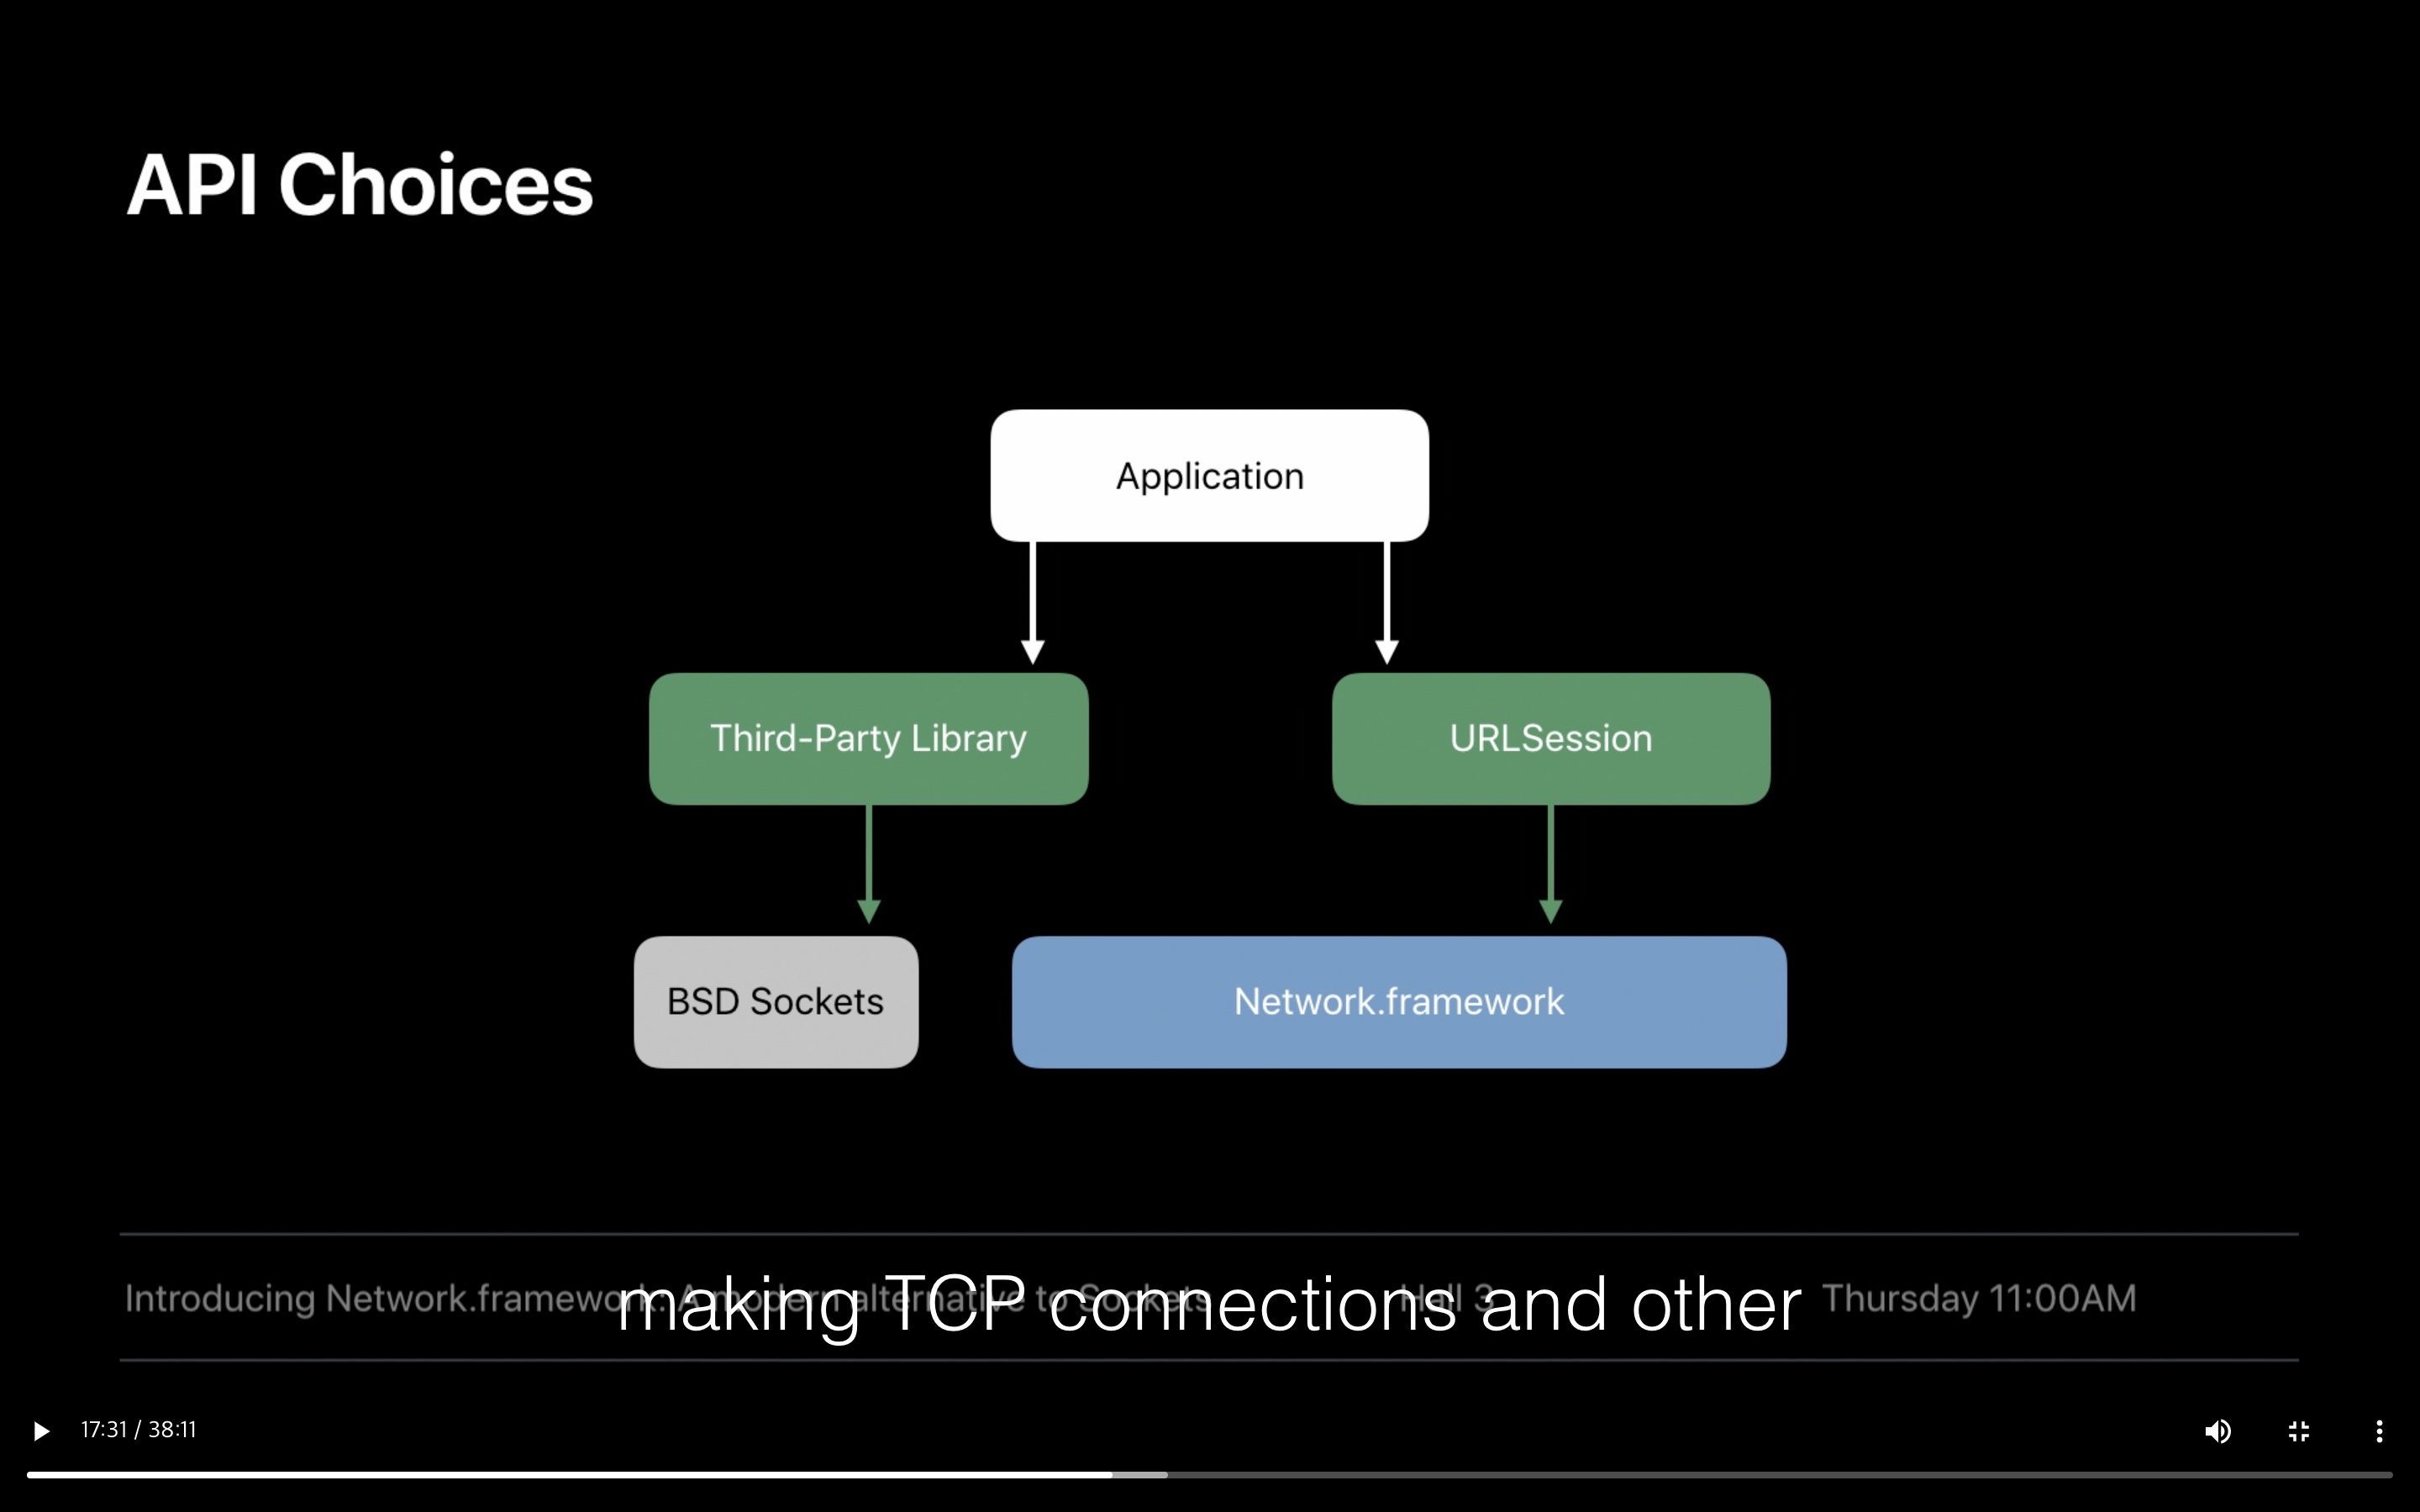 API Choices
Application
Third-Party Library
URLSession
BSD Sockets
Network.framework
Introducing Network.framework: A modern alternative to Sockets Hall 3 Thursday 11:00AM
making TCP connections and other
17:31 / 38:11